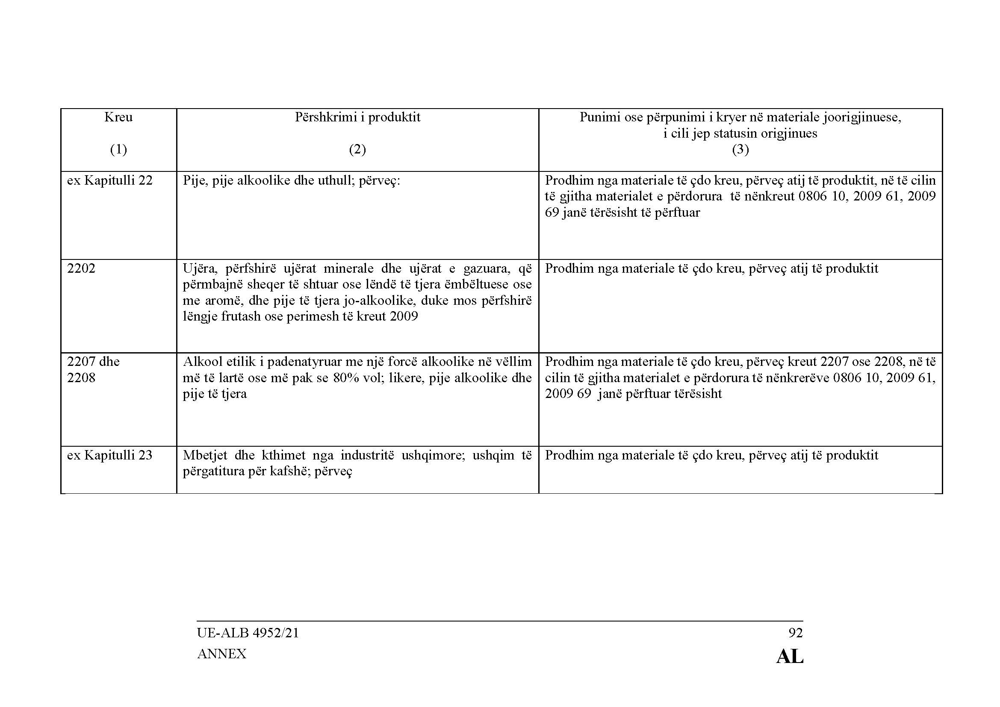 Kreu
(1)
Përshkrimi i produktit
(2)
Punimi ose përpunimi i kryer në materiale joorigjinuese,
i cili jep statusin origjinues
(3)
ex Kapitulli 22
Pije, pije alkoolike dhe uthull; përveç:
Prodhim nga materiale të çdo kreu, përveç atij të produktit, në të cilin
të gjitha materialet e përdorura  të nënkreut 0806 10, 2009 61, 2009
69 janë tërësisht të përftuar
2202
Ujëra, përfshirë ujërat minerale dhe ujërat e gazuara, që
përmbajnë sheqer të shtuar ose lëndë të tjera ëmbëltuese ose
me aromë, dhe pije të tjera jo-alkoolike, duke mos përfshirë
lëngje frutash ose perimesh të kreut 2009
Prodhim nga materiale të çdo kreu, përveç atij të produktit
2207 dhe
2208
Alkool etilik i padenatyruar me një forcë alkoolike në vëllim
më të lartë ose më pak se 80% vol; likere, pije alkoolike dhe
pije të tjera
Prodhim nga materiale të çdo kreu, përveç kreut 2207 ose 2208, në të
cilin të gjitha materialet e përdorura të nënkrerëve 0806 10, 2009 61,
2009 69  janë përftuar tërësisht
ex Kapitulli 23
Mbetjet dhe kthimet nga industritë ushqimore; ushqim të
përgatitura për kafshë; përveç
Prodhim nga materiale të çdo kreu, përveç atij të produktit
UE-ALB 4952/21
92
ANNEX
AL